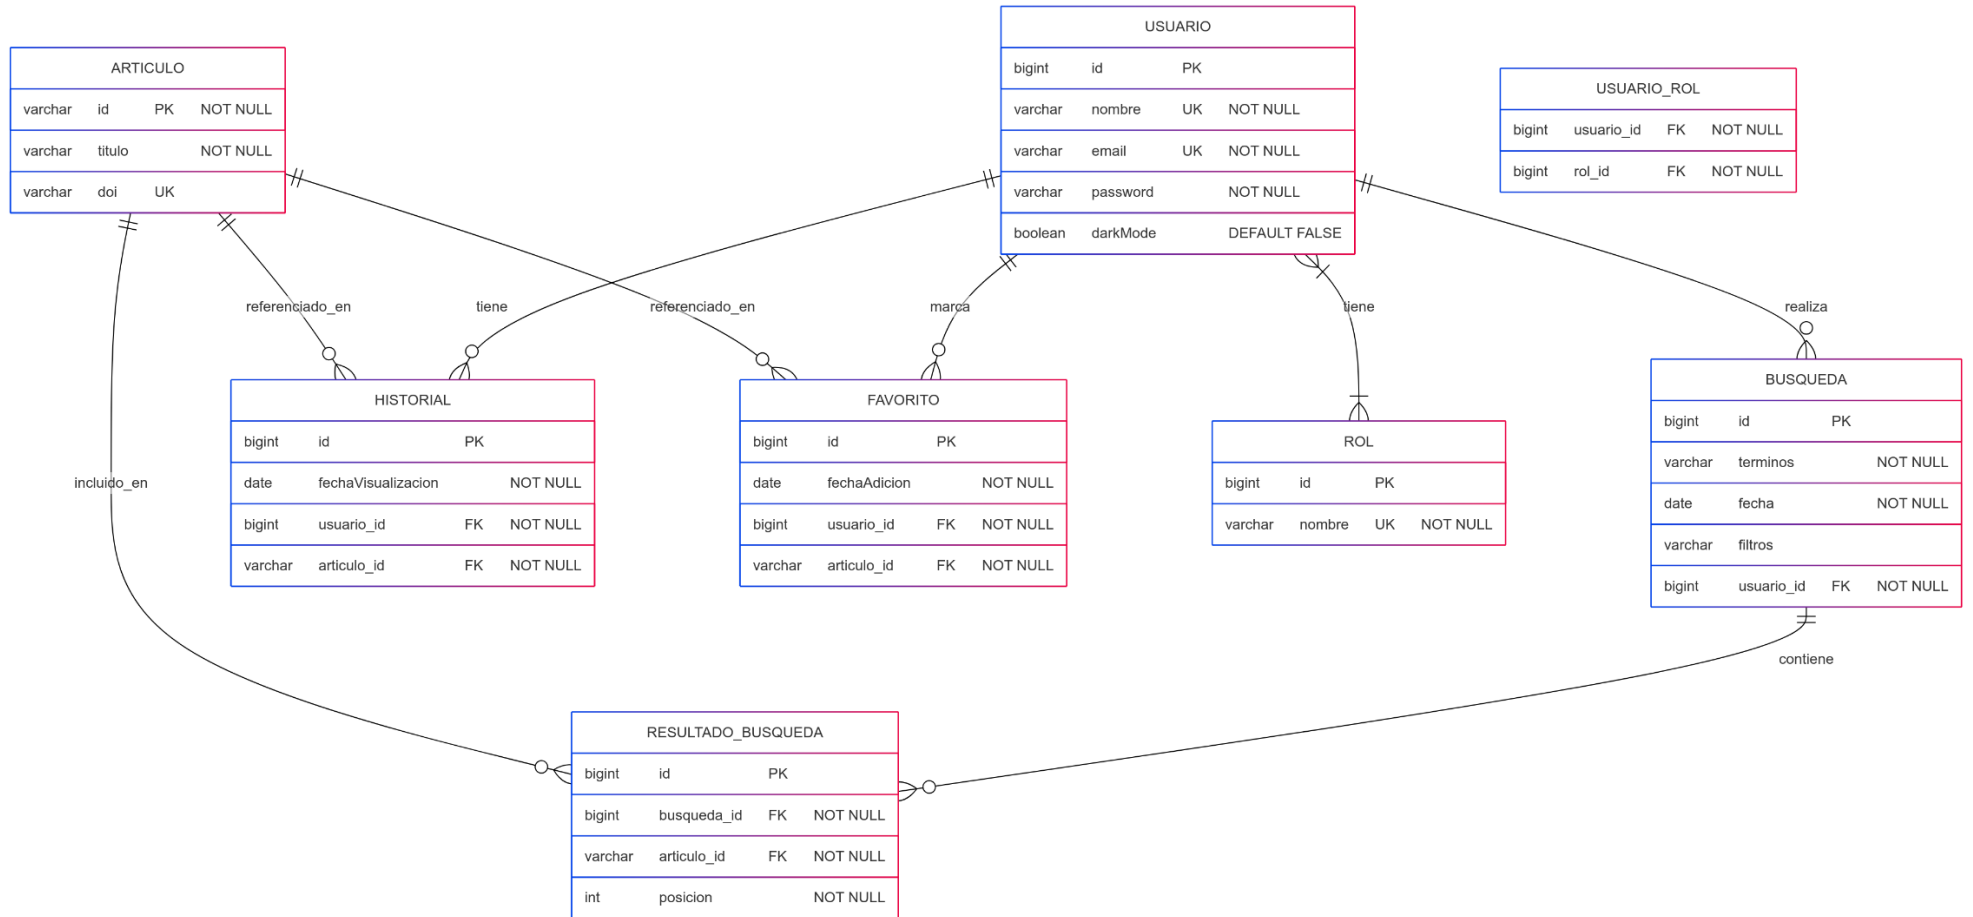 USUARIO
bigint id PK
varchar nombre UK NOT NULL
varchar email UK NOT NULL
varchar password NOT NULL
boolean darkMode DEFAULT FALSE
ARTICULO
varchar id PK NOT NULL
varchar titulo NOT NULL
varchar doi UK
USUARIO_ROL
bigint usuario_id FK NOT NULL
bigint rol_id FK NOT NULL
referenciado_en
tiene
referenciado_en
marca
tiene
realiza
HISTORIAL
bigint id PK
date fechaVisualizacion NOT NULL
bigint usuario_id FK NOT NULL
varchar articulo_id FK NOT NULL
FAVORITO
bigint id PK
date fechaAdicion NOT NULL
bigint usuario_id FK NOT NULL
varchar articulo_id FK NOT NULL
ROL
bigint id PK
varchar nombre UK NOT NULL
BUSQUEDA
bigint id PK
varchar terminos NOT NULL
date fecha NOT NULL
varchar filtros
bigint usuario_id FK NOT NULL
incluido_en
contiene
RESULTADO_BUSQUEDA
bigint id PK
bigint busqueda_id FK NOT NULL
varchar articulo_id FK NOT NULL
int posicion NOT NULL